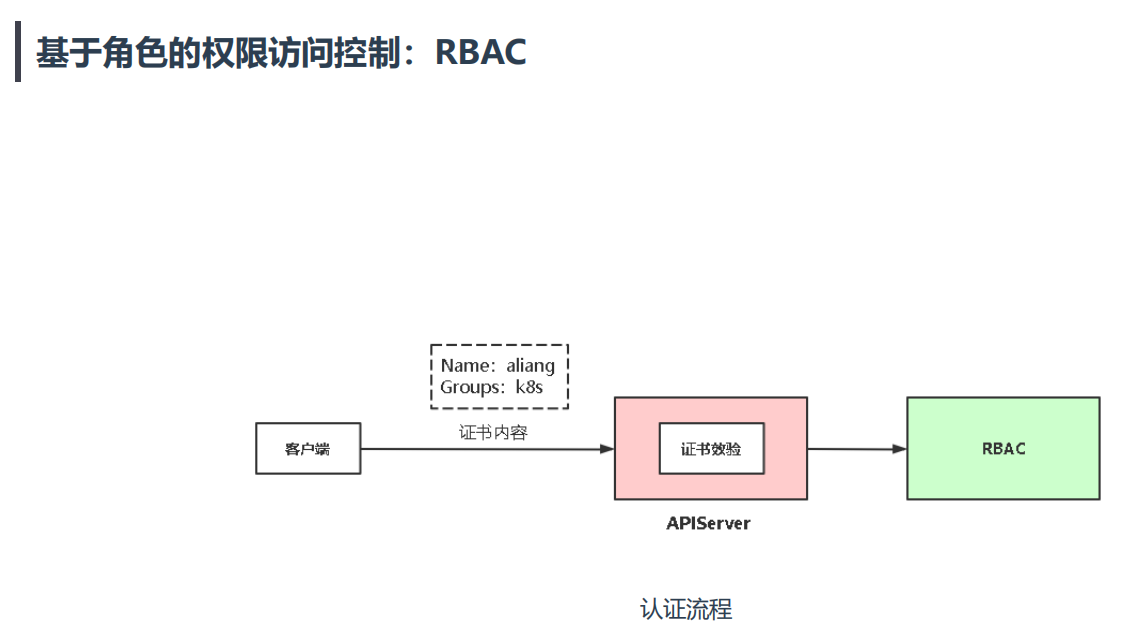 基于角色的权限访问控制：RBAC
Name：aliang
Groups：k8s
证书内容
客户端
证书效验
RBAC
APIServer
认证流程